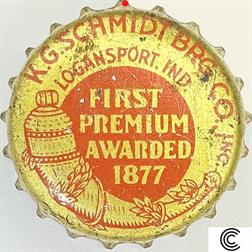 K.G. SCHMIDT BRG. CO. INC.
LOGANSPORT, IND.
FIRST
PREMIUM
AWARDED
1877